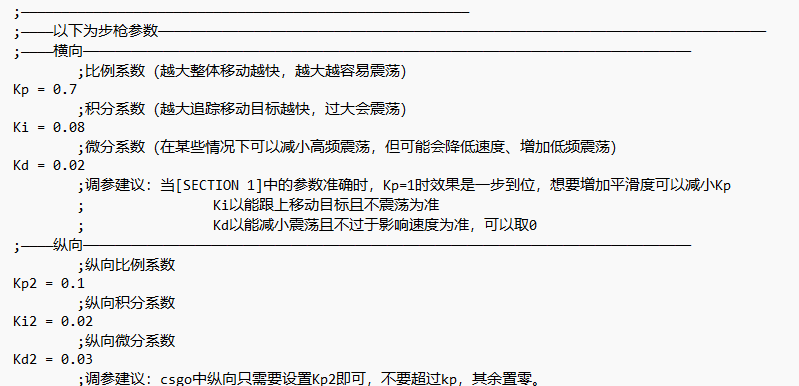 ;————————————————————————————
;————以下为步枪参数——————————————————————————————————————
;————横向——————————————————————————————————————
;比例系数（越大整体移动越快，越大越容易震荡）
Kp = 0.7
;积分系数（越大追踪移动目标越快，过大会震荡）
Ki = 0.08
;微分系数（在某些情况下可以减小高频震荡，但可能会降低速度、增加低频震荡）
Kd = 0.02
;调参建议：当[SECTION 1]中的参数准确时，Kp=1时效果是一步到位，想要增加平滑度可以减小Kp
; Ki以能跟上移动目标且不震荡为准
; Kd以能减小震荡且不过于影响速度为准，可以取0
;————纵向——————————————————————————————————————
;纵向比例系数
Kp2 = 0.1
;纵向积分系数
Ki2 = 0.02
;纵向微分系数
Kd2 = 0.03
;调参建议：csgo中纵向只需要设置Kp2即可，不要超过kp，其余置零。